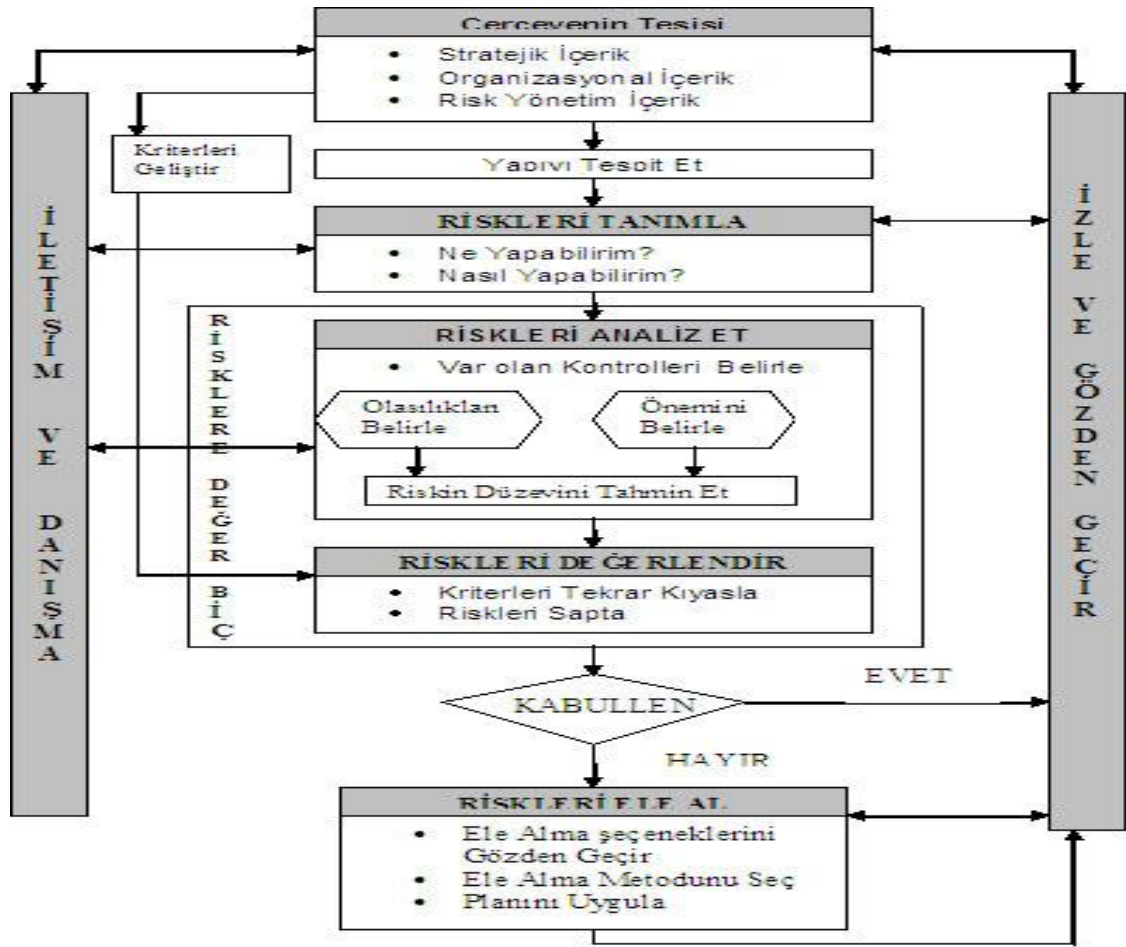 Çerçevenin Tesisi
• Stratejik İçerik
• Organizasyonal İçerik
• Risk Yönetim İçerik
Kriterleri
Geliştir
Yapıyı Tespit Et
RİSKLERİ TANIMLA
• Ne Yapabilirim?
• Nasıl Yapabilirim?
RİSKLERE DEĞER BİÇ
RİSKLERİ ANALİZ ET
• Var olan Kontrolleri Belirle
Olasılıkları
Belirle
Önemini
Belirle
Riskin Düzeyini Tahmin Et
RİSKLERİ DEĞERLENDİR
• Kriterleri Tekrar Kıyasla
• Riskleri Sapta
KABULLEN
EVET
HAYIR
RİSKLERİ ELE AL
• Ele Alma seçeneklerini
Gözden Geçir
• Ele Alma Metodunu Seç
• Planını Uygula
İLETİŞİM VE DANIŞMA
İZLE VE GÖZDEN GEÇİR